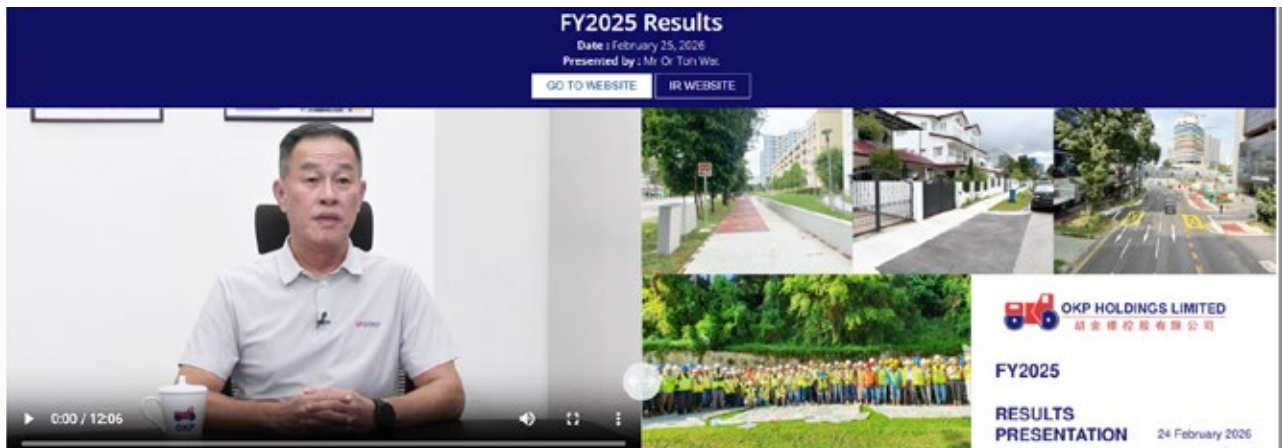 FY2025 Results
Date : February 25, 2026
Presented by : Mr Or Toh Wat
GO TO WEBSITE
IR WEBSITE
OKP
OKP
0:00 / 12:06
OKP HOLDINGS LIMITED
胡金標控股有限公司
FY2025
RESULTS
PRESENTATION
24 February 2026